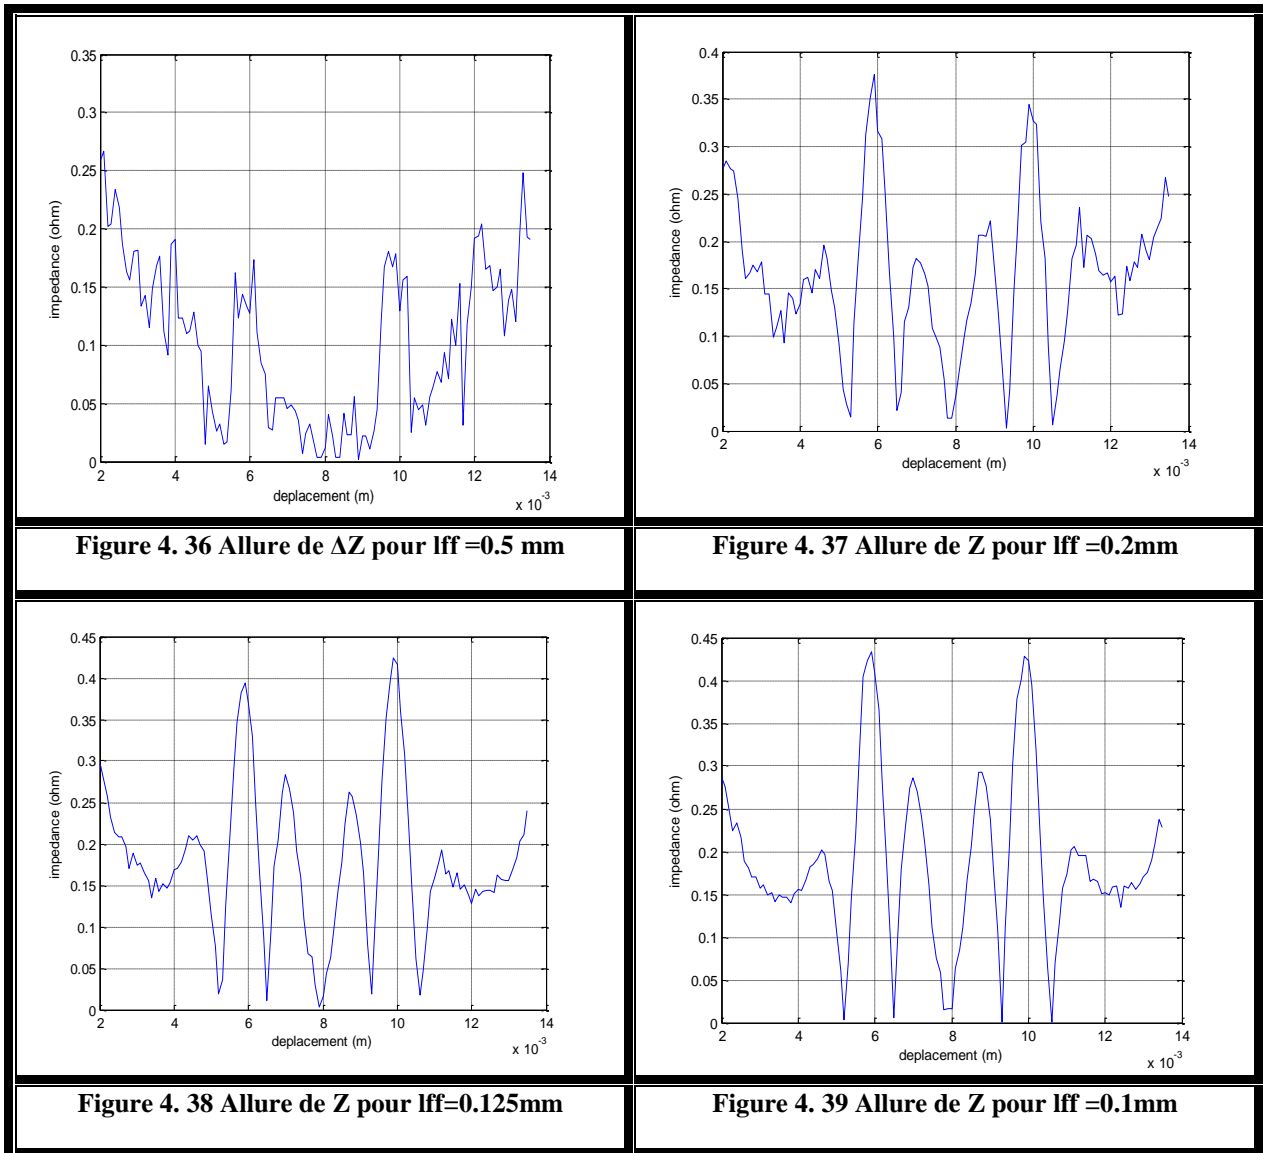 0.35
0.3
0.25
0.2
0.15
0.1
0.05
0
2 4 6 8 10 12 14
impedance (ohm)
deplacement (m)
x 10-3
Figure 4. 36 Allure de ΔZ pour lff =0.5 mm
0.4
0.35
0.3
0.25
0.2
0.15
0.1
0.05
0
2 4 6 8 10 12 14
impedance (ohm)
deplacement (m)
x 10-3
Figure 4. 37 Allure de Z pour lff =0.2mm
0.45
0.4
0.35
0.3
0.25
0.2
0.15
0.1
0.05
0
2 4 6 8 10 12 14
impedance (ohm)
deplacement (m)
x 10-3
Figure 4. 38 Allure de Z pour lff=0.125mm
0.45
0.4
0.35
0.3
0.25
0.2
0.15
0.1
0.05
0
2 4 6 8 10 12 14
impedance (ohm)
deplacement (m)
x 10-3
Figure 4. 39 Allure de Z pour lff =0.1mm